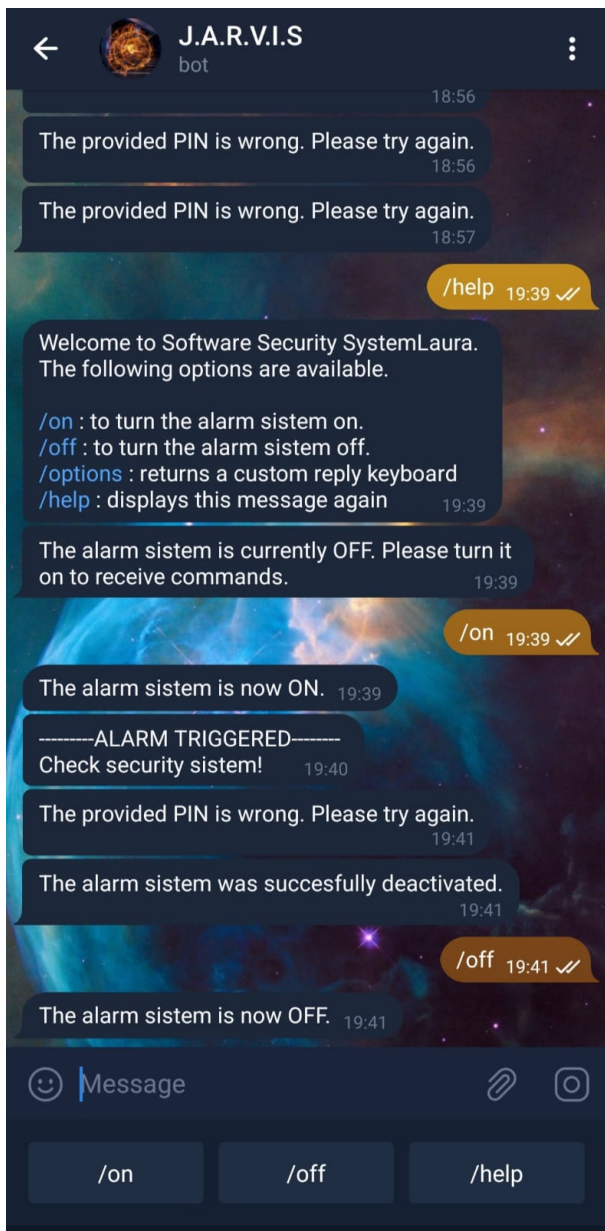 J.A.R.V.I.S
bot
18:56
The provided PIN is wrong. Please try again.
18:56
The provided PIN is wrong. Please try again.
18:57
/help 19:39
Welcome to Software Security SystemLaura.
The following options are available.
/on : to turn the alarm sistem on.
/off : to turn the alarm sistem off.
/options : returns a custom reply keyboard
/help : displays this message again 19:39
The alarm sistem is currently OFF. Please turn it
on to receive commands. 19:39
/on 19:39
The alarm sistem is now ON. 19:39
---------ALARM TRIGGERED--------
Check security sistem! 19:40
The provided PIN is wrong. Please try again.
19:41
The alarm sistem was succesfully deactivated.
19:41
/off 19:41
The alarm sistem is now OFF. 19:41
Message
/on /off /help